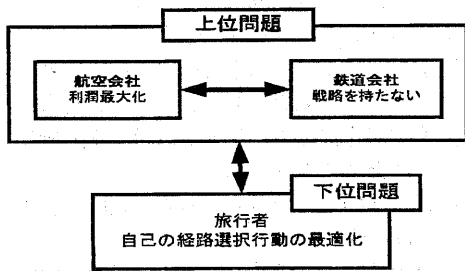 上位問題
航空会社
利潤最大化
鉄道会社
戦略を持たない
下位問題
旅行者
自己の経路選択行動の最適化